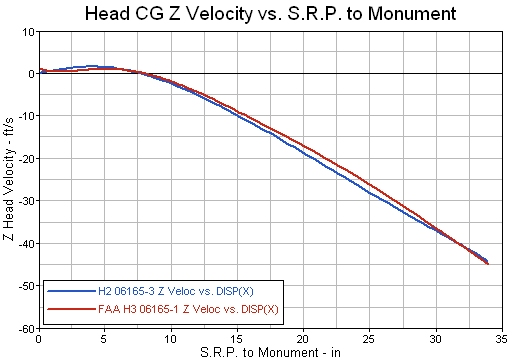 Head CG Z Velocity vs. S.R.P. to Monument
Z Head Velocity - ft/s
10
0
-10
-20
-30
-40
-50
-60
H2 06165-3 Z Veloc vs. DISP(X)
FAA H3 06165-1 Z Veloc vs. DISP(X)
0 5 10 15 20 25 30 35
S.R.P. to Monument - in